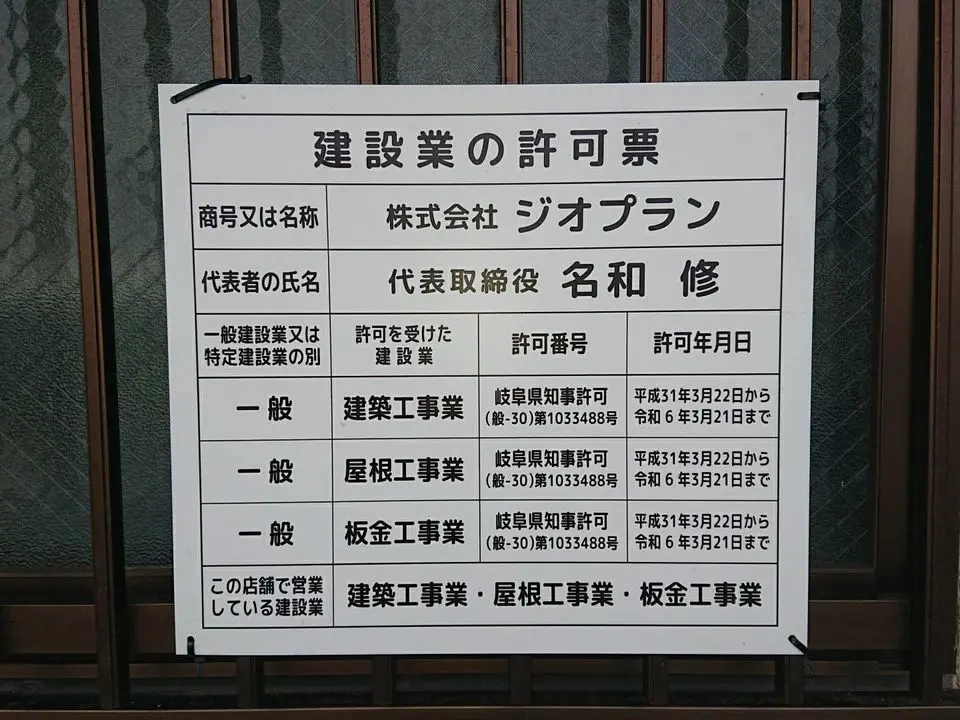 建設業の許可票
商号又は名称
株式会社 ジオプラン
代表者の氏名
代表取締役 名和 修
一般建設業又は
特定建設業の別
許可を受けた
建設業
許可番号
許可年月日
一般
建築工事業
岐阜県知事許可
(般-30)第1033488号
平成31年3月22日から
令和6年3月21日まで
一般
屋根工事業
岐阜県知事許可
(般-30)第1033488号
平成31年3月22日から
令和6年3月21日まで
一般
板金工事業
岐阜県知事許可
(般-30)第1033488号
平成31年3月22日から
令和6年3月21日まで
この店舗で営業
している建設業
建築工事業・屋根工事業・板金工事業